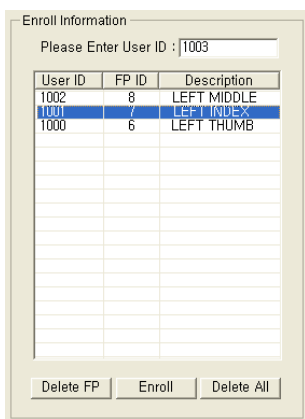 Enroll Information
Please Enter User ID : 1003
User ID FP ID Description
1002 8 LEFT MIDDLE
1001 7 LEFT INDEX
1000 6 LEFT THUMB
Delete FP Enroll Delete All